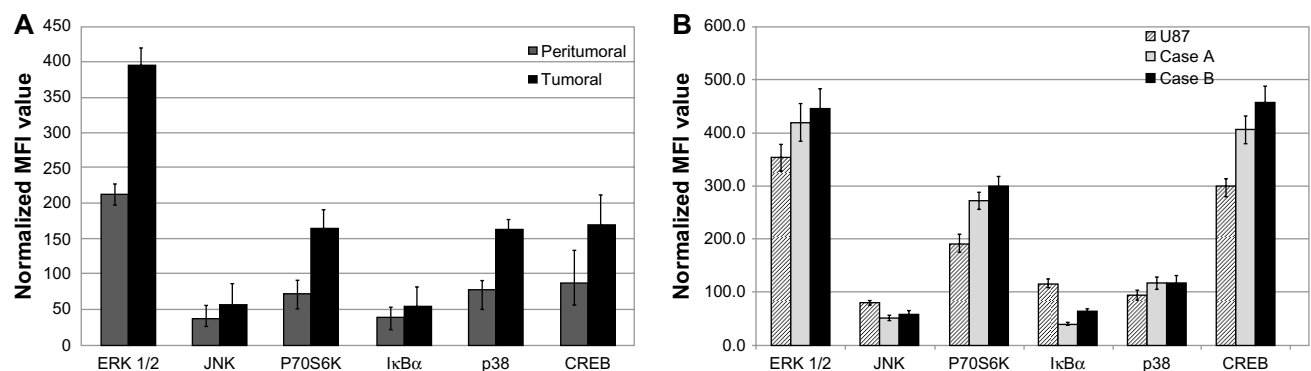 A
Normalized MFI value
450
400
350
300
250
200
150
100
50
0
Peritumoral
Tumoral
ERK 1/2 JNK P70S6K IκBα p38 CREB
B
Normalized MFI value
600.0
500.0
400.0
300.0
200.0
100.0
0.0
U87
Case A
Case B
ERK 1/2 JNK P70S6K IκBα p38 CREB